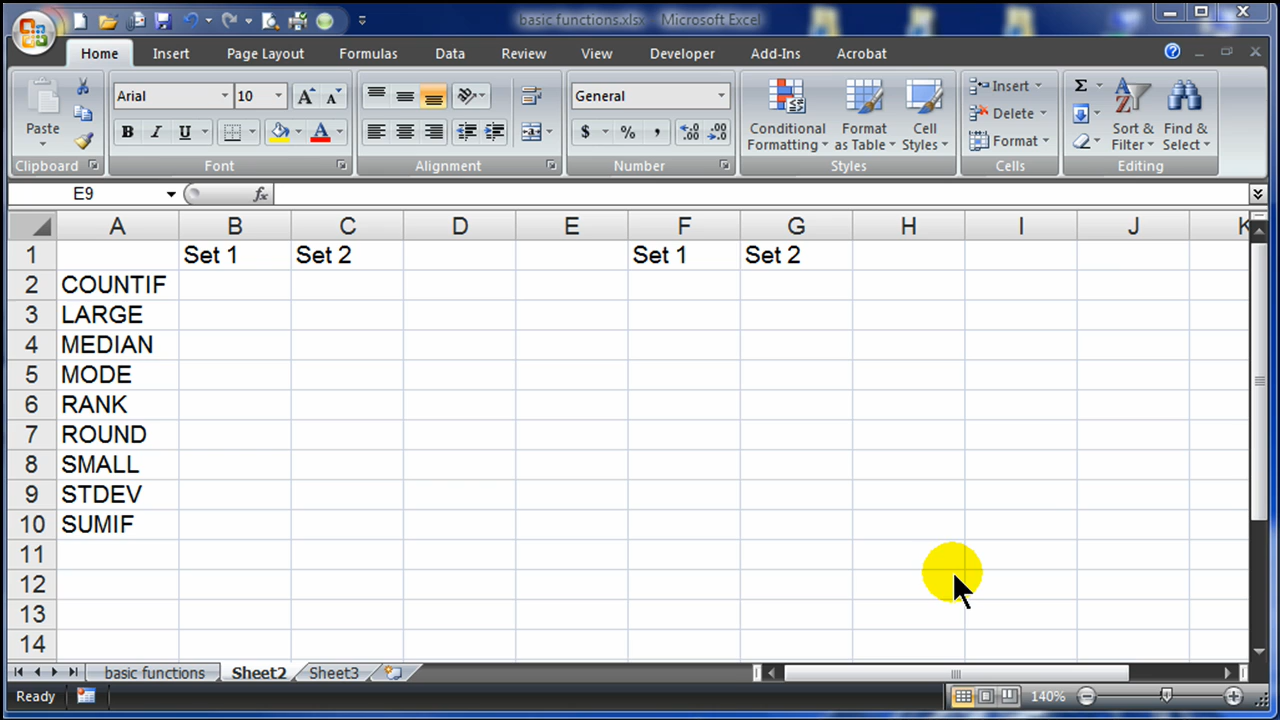 basic functions.xlsx - Microsoft Excel
Home Insert Page Layout Formulas Data Review View Developer Add-Ins Acrobat
Paste
Arial 10
B I U A
General
$ % ,
Conditional Formatting
Format as Table
Cell Styles
Insert
Delete
Format
Σ
Sort & Filter
Find & Select
Clipboard Font Alignment Number Styles Cells Editing
E9 fx
A B C D E F G H I J K
1 Set 1 Set 2 Set 1 Set 2
2 COUNTIF
3 LARGE
4 MEDIAN
5 MODE
6 RANK
7 ROUND
8 SMALL
9 STDEV
10 SUMIF
11
12
13
14
basic functions Sheet2 Sheet3
Ready 140%